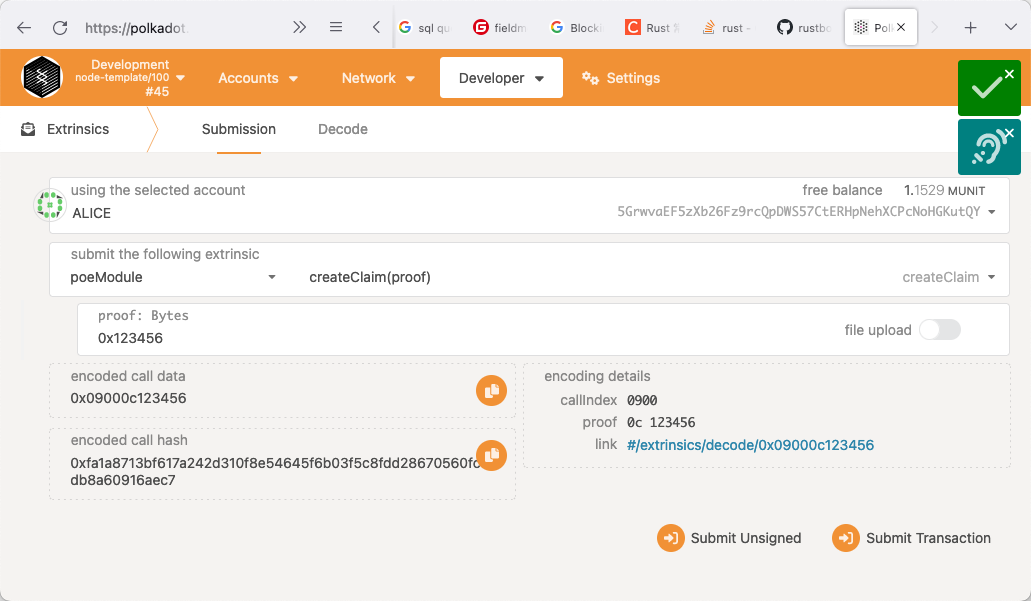 https://polkadot.
sql qu
fieldm
Blocki
Rust
rust -
rustbo
Pol
Development
node-template/100
#45
Accounts
Network
Developer
Settings
Extrinsics
Submission
Decode
using the selected account
ALICE
free balance 1.1529 MUNIT
5GrwvaEF5zXb26Fz9rcQpDWS57CtERHpNehXCPcNoHGKutQY
submit the following extrinsic
poeModule
createClaim(proof)
createClaim
proof: Bytes
0x123456
file upload
encoded call data
0x09000c123456
encoding details
callIndex 0900
proof 0c 123456
link #/extrinsics/decode/0x09000c123456
encoded call hash
0xfa1a8713bf617a242d310f8e54645f6b03f5c8fdd28670560fc
db8a60916aec7
Submit Unsigned
Submit Transaction